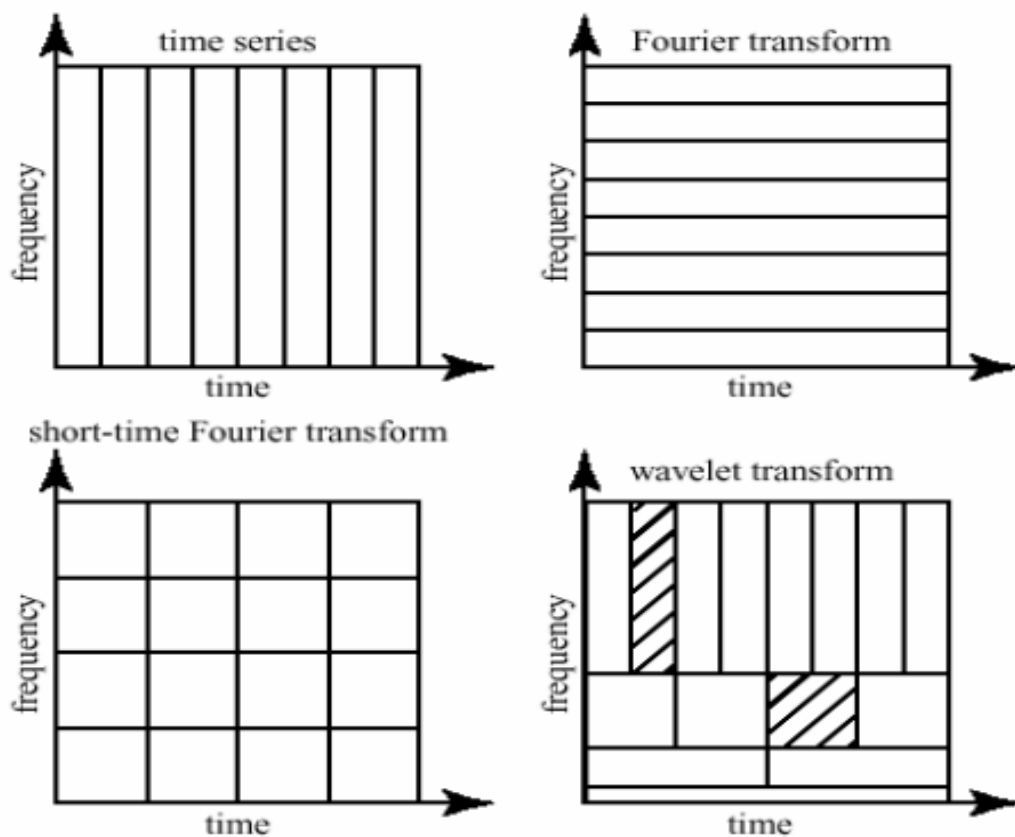 time series
frequency
time
Fourier transform
frequency
time
short-time Fourier transform
frequency
time
wavelet transform
frequency
time